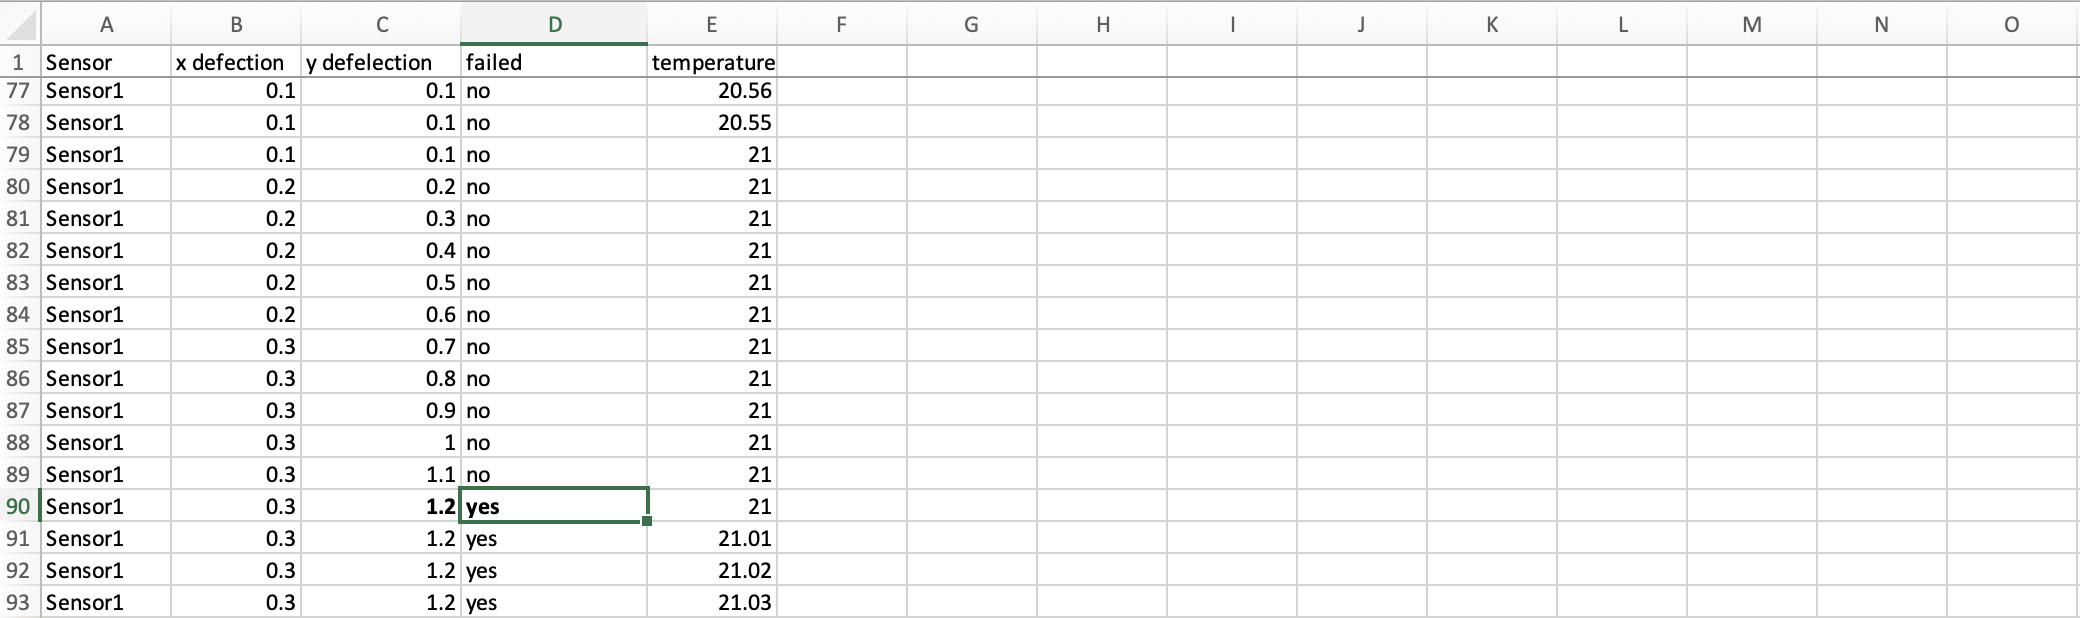 A B C D E F G H I J K L M N O
1 Sensor x defection y defelection failed temperature
77 Sensor1 0.1 0.1 no 20.56
78 Sensor1 0.1 0.1 no 20.55
79 Sensor1 0.1 0.1 no 21
80 Sensor1 0.2 0.2 no 21
81 Sensor1 0.2 0.3 no 21
82 Sensor1 0.2 0.4 no 21
83 Sensor1 0.2 0.5 no 21
84 Sensor1 0.2 0.6 no 21
85 Sensor1 0.3 0.7 no 21
86 Sensor1 0.3 0.8 no 21
87 Sensor1 0.3 0.9 no 21
88 Sensor1 0.3 1 no 21
89 Sensor1 0.3 1.1 no 21
90 Sensor1 0.3 1.2 yes 21
91 Sensor1 0.3 1.2 yes 21.01
92 Sensor1 0.3 1.2 yes 21.02
93 Sensor1 0.3 1.2 yes 21.03